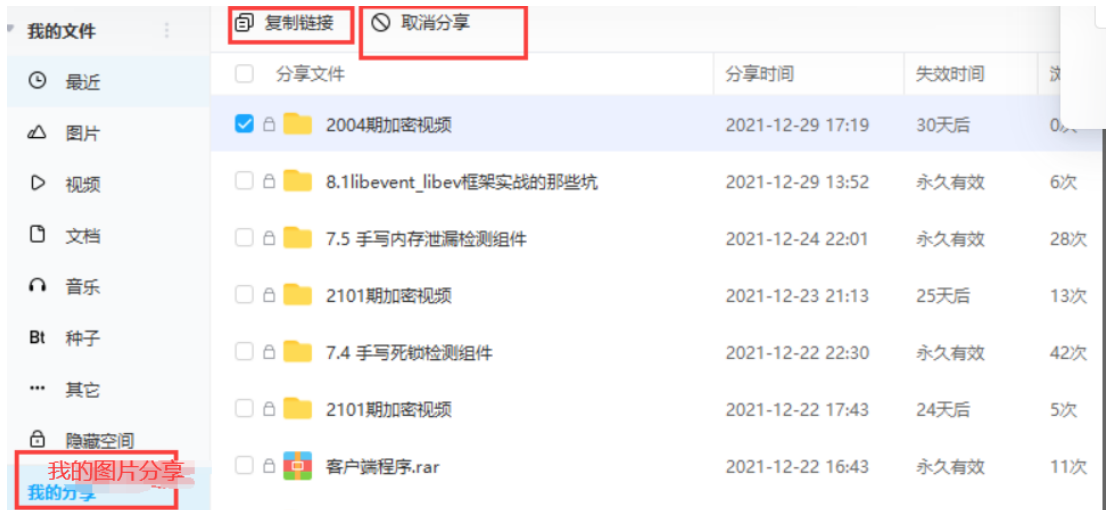 我的文件
复制链接
取消分享
最近
图片
视频
文档
音乐
Bt 种子
其它
隐藏空间
我的图片分享
我的分享
分享文件 分享时间 失效时间
2004期加密视频 2021-12-29 17:19 30天后
8.1libevent_libev框架实战的那些坑 2021-12-29 13:52 永久有效 6次
7.5 手写内存泄漏检测组件 2021-12-24 22:01 永久有效 28次
2101期加密视频 2021-12-23 21:13 25天后 13次
7.4 手写死锁检测组件 2021-12-22 22:30 永久有效 42次
2101期加密视频 2021-12-22 17:43 24天后 5次
客户端程序.rar 2021-12-22 16:43 永久有效 11次